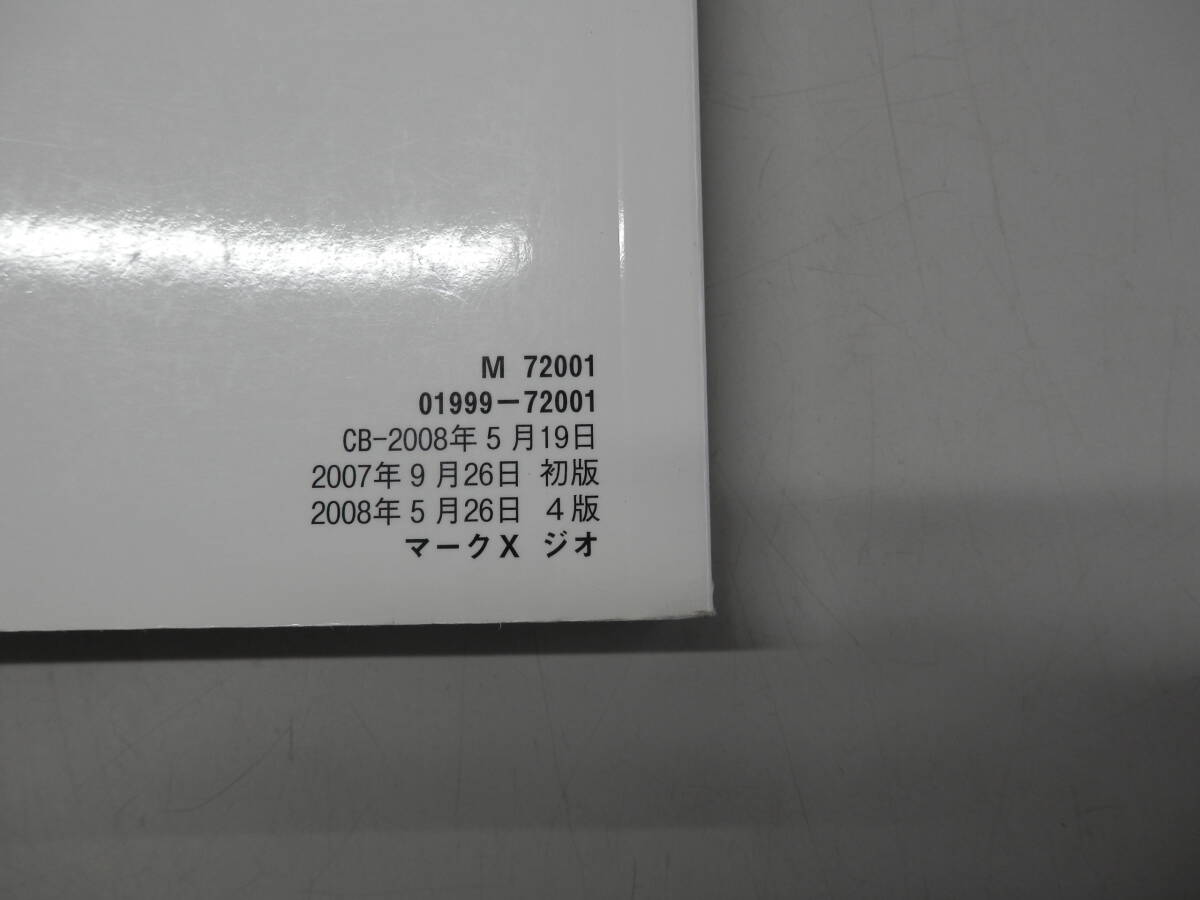 M 72001
01999-72001
CB-2008年5月19日
2007年9月26日 初版
2008年5月26日 4版
マークX ジオ